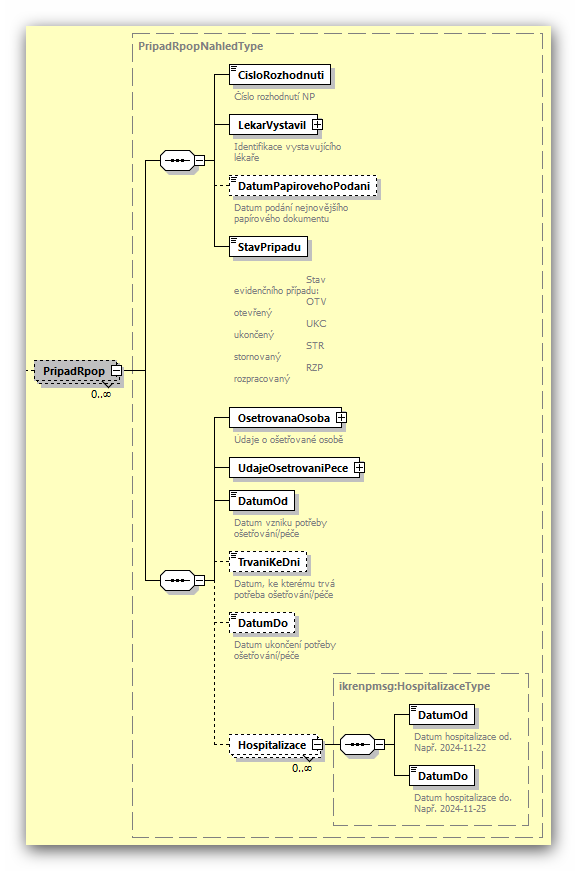 PripadRpopNahledType
CisloRozhodnuti
Číslo rozhodnutí NP
LekarVystavil
Identifikace vystavujícího
lékaře
DatumPapirovehoPodani
Datum podání nejnovějšího
papírového dokumentu
StavPripadu
Stav
evidenčního případu:
OTV
otevřený
UKC
ukončený
STR
stornovaný
RZP
rozpracovaný
PripadRpop
0..∞
OsetrovanaOsoba
Udaje o ošetřované osobě
UdajeOsetrovaniPece
DatumOd
Datum vzniku potřeby
ošetřování/péče
TrvaniKeDni
Datum, ke kterému trvá
potřeba ošetřování/péče
DatumDo
Datum ukončení potřeby
ošetřování/péče
ikrenpmsg:HospitalizaceType
DatumOd
Datum hospitalizace od.
Např. 2024-11-22
Hospitalizace
0..∞
DatumDo
Datum hospitalizace do.
Např. 2024-11-25